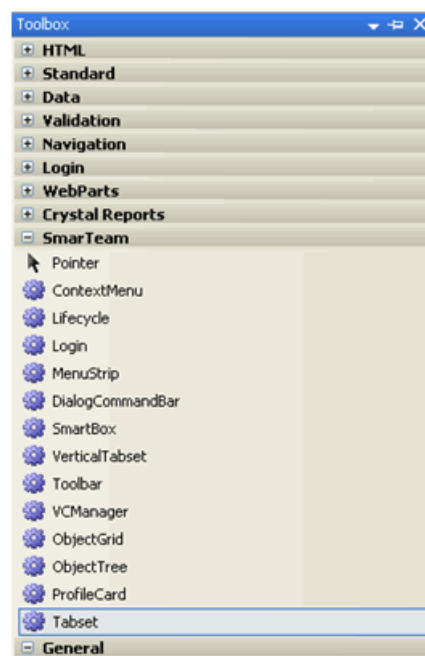 Toolbox
HTML
Standard
Data
Validation
Navigation
Login
WebParts
Crystal Reports
SmarTeam
Pointer
ContextMenu
Lifecycle
Login
MenuStrip
DialogCommandBar
SmartBox
VerticalTabset
Toolbar
VCManager
ObjectGrid
ObjectTree
ProfileCard
Tabset
General